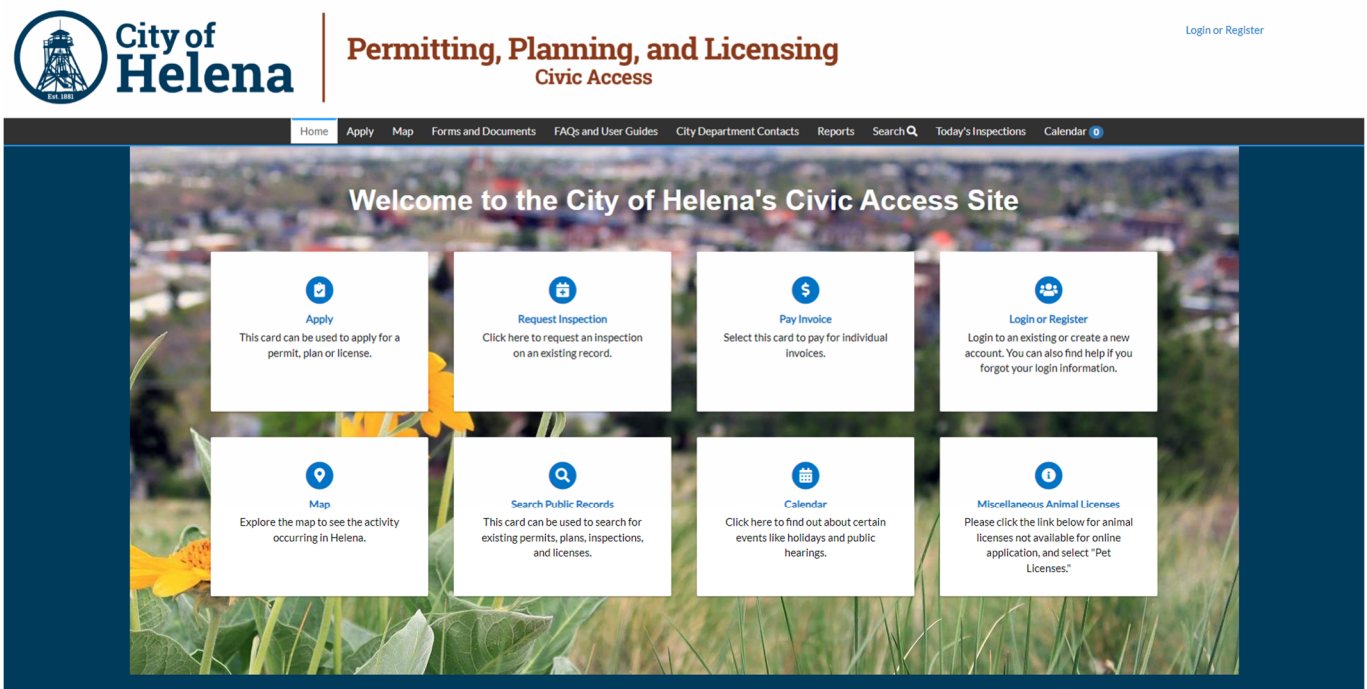 City of
Helena
Est. 1881
Permitting, Planning, and Licensing
Civic Access
Login or Register
Home Apply Map Forms and Documents FAQs and User Guides City Department Contacts Reports Search Today's Inspections Calendar 0
Welcome to the City of Helena's Civic Access Site
Apply
This card can be used to apply for a
permit, plan or license.
Request Inspection
Click here to request an inspection
on an existing record.
Pay Invoice
Select this card to pay for individual
invoices.
Login or Register
Login to an existing or create a new
account. You can also find help if you
forgot your login information.
Map
Explore the map to see the activity
occurring in Helena.
Search Public Records
This card can be used to search for
existing permits, plans, inspections,
and licenses.
Calendar
Click here to find out about certain
events like holidays and public
hearings.
Miscellaneous Animal Licenses
Please click the link below for animal
licenses not available for online
application, and select "Pet
Licenses."